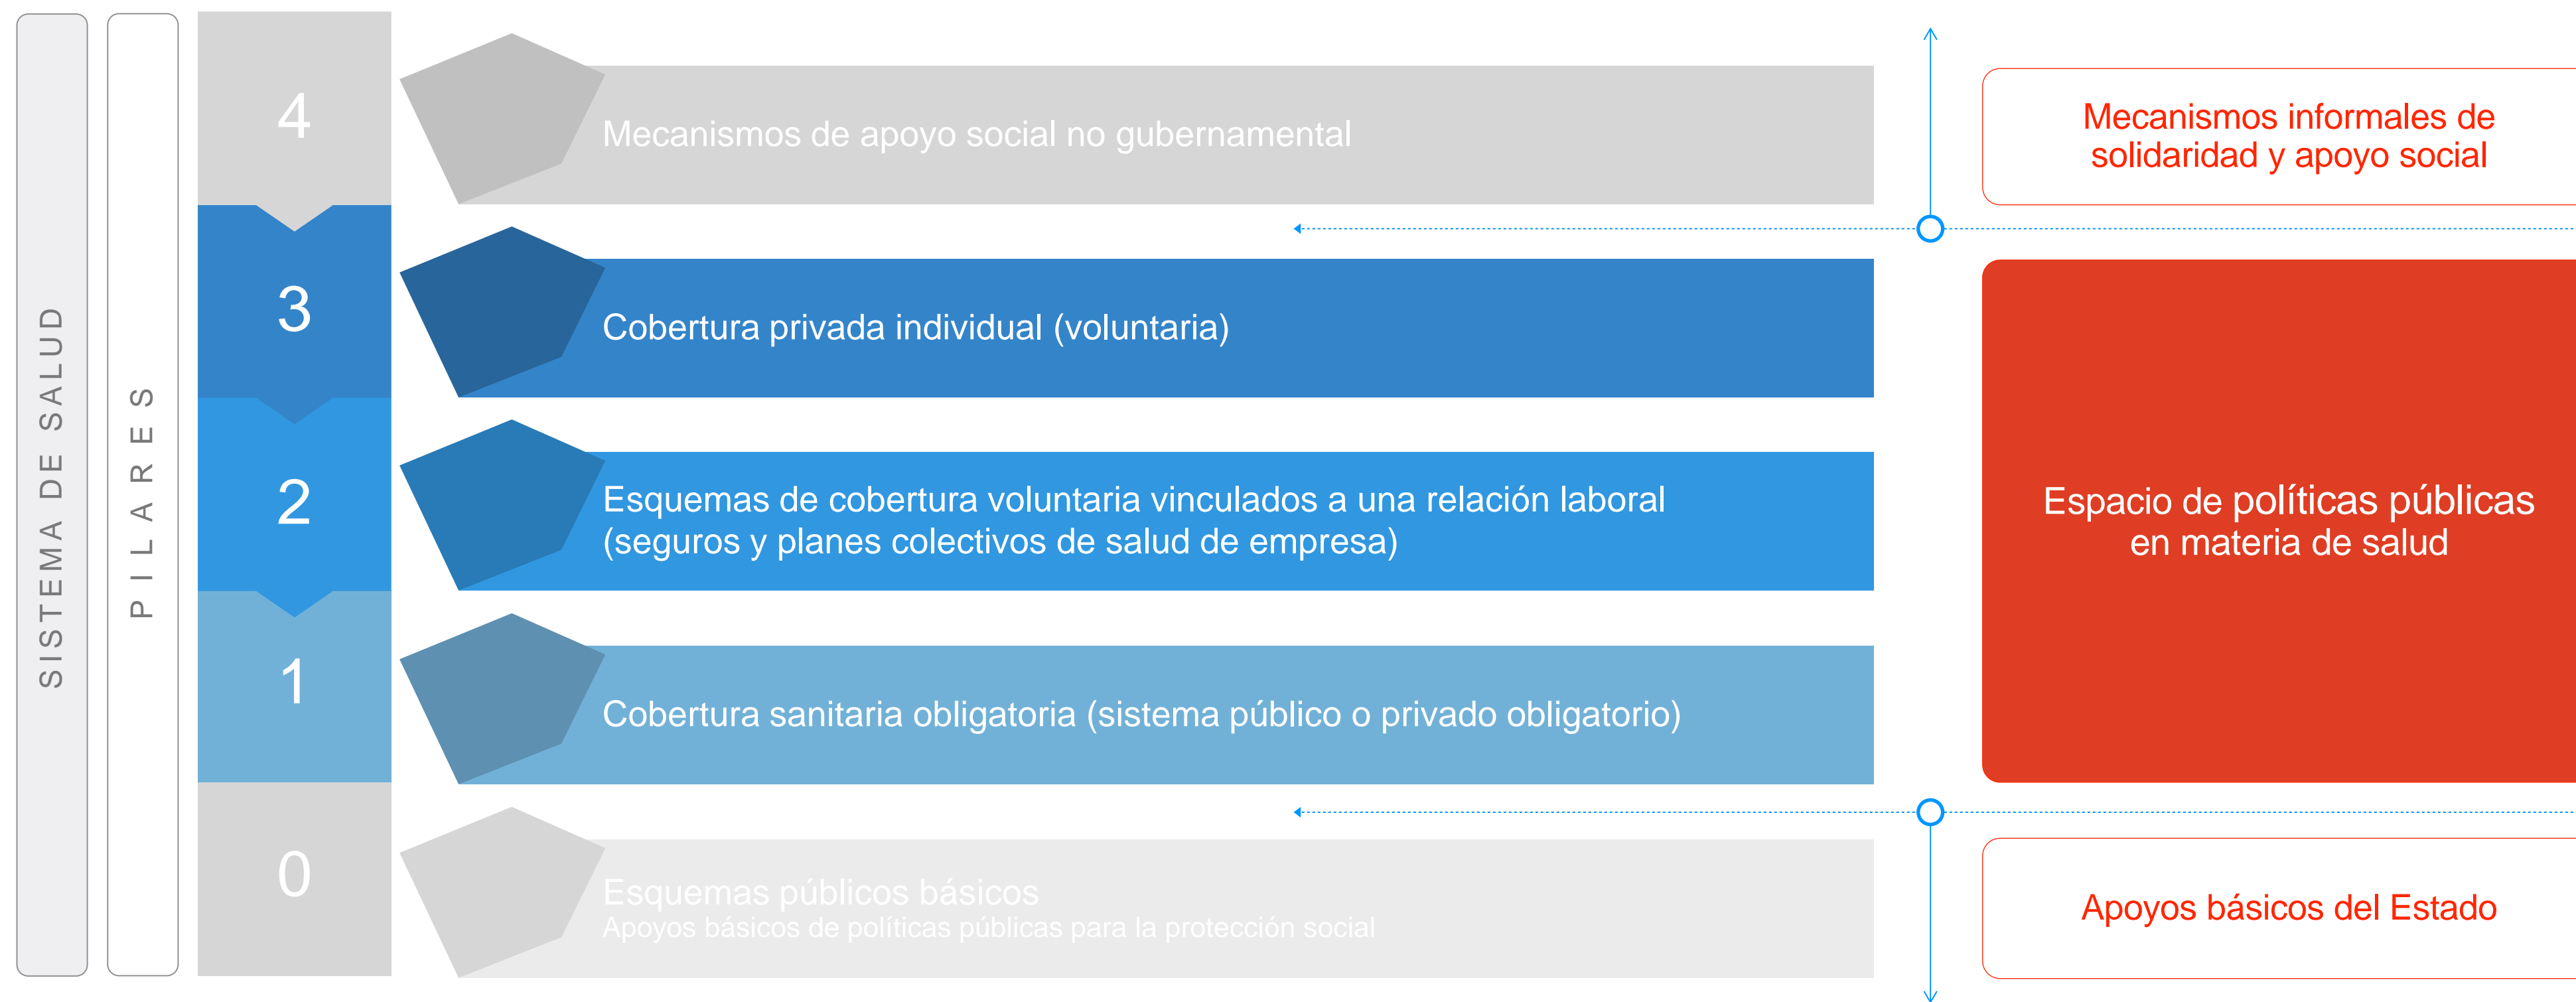 SISTEMA DE SALUD
PILARES
4
Mecanismos de apoyo social no gubernamental
Mecanismos informales de
solidaridad y apoyo social
3
Cobertura privada individual (voluntaria)
2
Esquemas de cobertura voluntaria vinculados a una relación laboral
(seguros y planes colectivos de salud de empresa)
Espacio de políticas públicas
en materia de salud
1
Cobertura sanitaria obligatoria (sistema público o privado obligatorio)
0
Esquemas públicos básicos
Apoyos básicos de políticas públicas para la protección social
Apoyos básicos del Estado